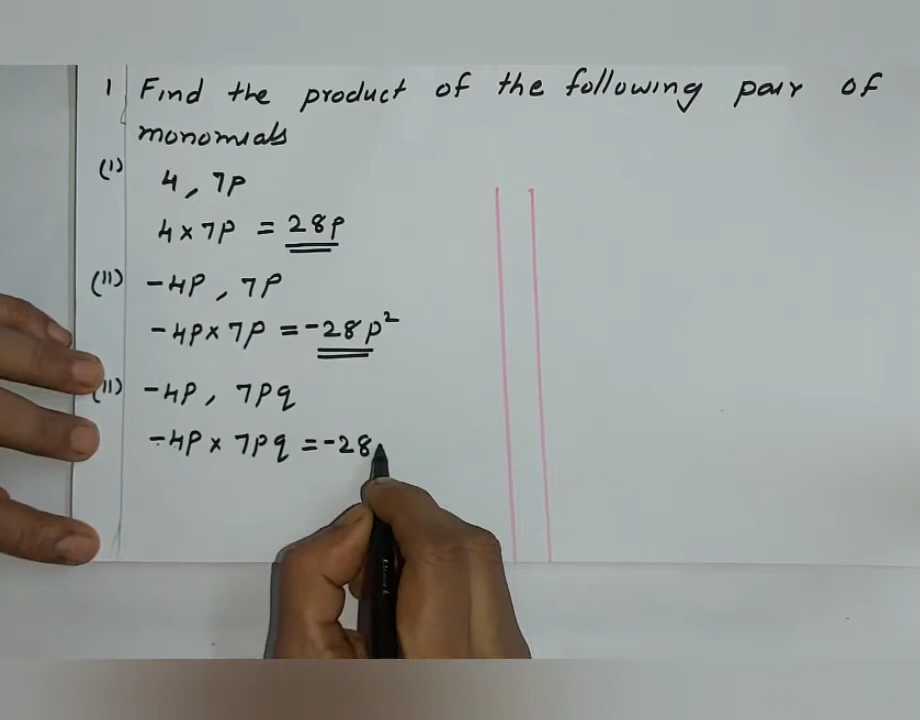 1 Find the product of the following pair of
monomials
(i) 4, 7p
4 × 7p = 28p
(ii) -4p, 7p
-4p × 7p = -28p²
(ii) -4p, 7pq
-4p × 7pq = -28